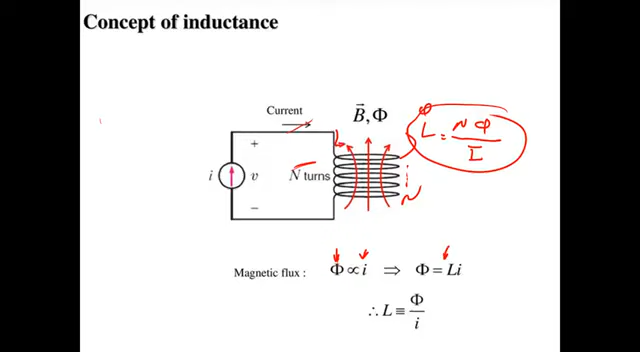 Concept of inductance
Current
B⃗, Φ
L = NΦ/I
+
i
v
N turns
N
−
Magnetic flux : Φ ∝ i ⇒ Φ = Li
∴ L ≡ Φ/i